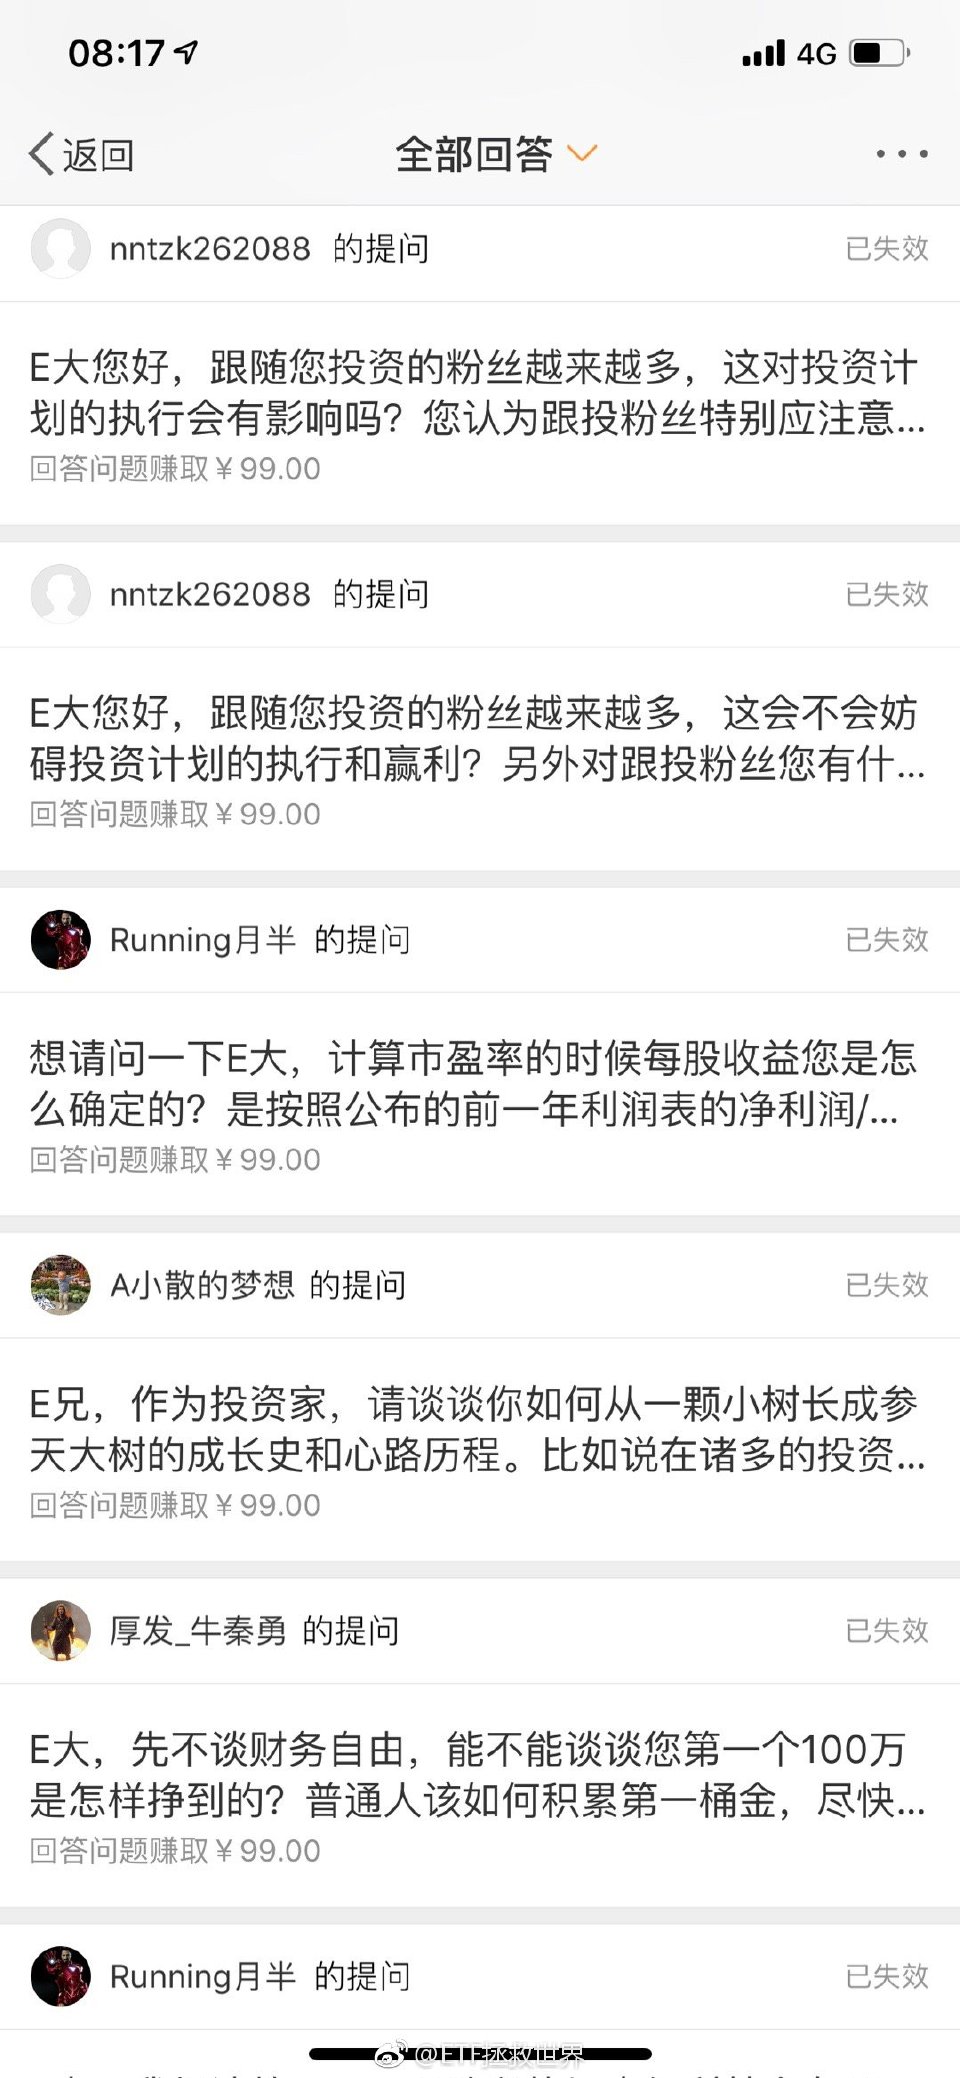 08:17
4G
返回
全部回答
nntzk262088 的提问
已失效
E大您好，跟随您投资的粉丝越来越多，这对投资计
划的执行会有影响吗？您认为跟投粉丝特别应注意...
回答问题赚取￥99.00
nntzk262088 的提问
已失效
E大您好，跟随您投资的粉丝越来越多，这会不会妨
碍投资计划的执行和赢利？另外对跟投粉丝您有什...
回答问题赚取￥99.00
Running月半 的提问
已失效
想请问一下E大，计算市盈率的时候每股收益您是怎
么确定的？是按照公布的前一年利润表的净利润/...
回答问题赚取￥99.00
A小散的梦想 的提问
已失效
E兄，作为投资家，请谈谈你如何从一颗小树长成参
天大树的成长史和心路历程。比如说在诸多的投资...
回答问题赚取￥99.00
厚发_牛秦勇 的提问
已失效
E大，先不谈财务自由，能不能谈谈您第一个100万
是怎样挣到的？普通人该如何积累第一桶金，尽快...
回答问题赚取￥99.00
Running月半 的提问
已失效
@ETF拯救世界